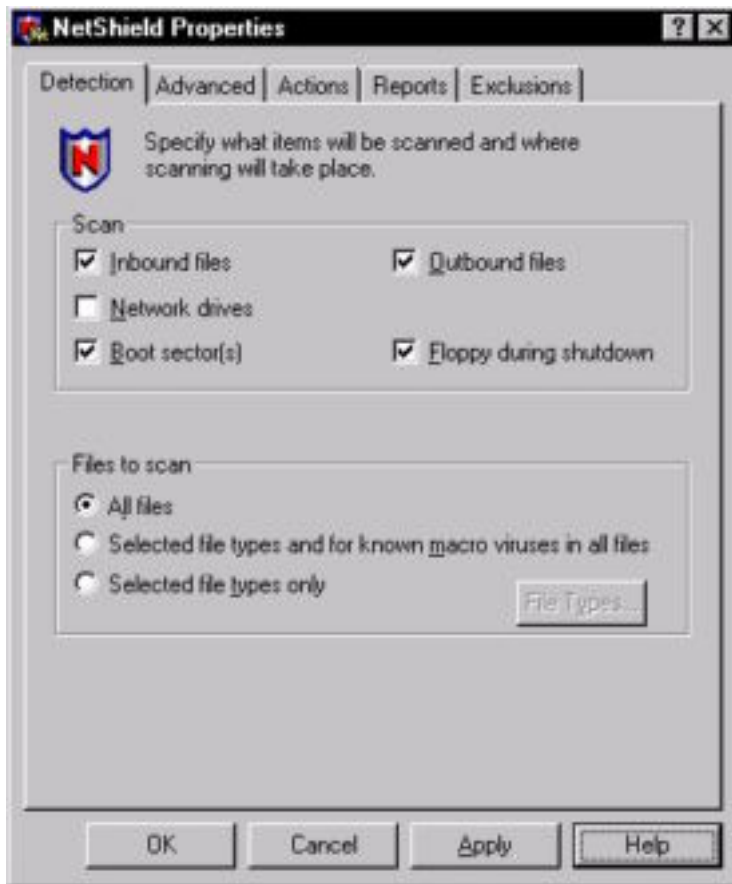 NetShield Properties
Detection Advanced Actions Reports Exclusions
N
Specify what items will be scanned and where
scanning will take place.
Scan
Inbound files Outbound files
Network drives
Boot sector(s) Floppy during shutdown
Files to scan
All files
Selected file types and for known macro viruses in all files
Selected file types only
File Types...
OK Cancel Apply Help